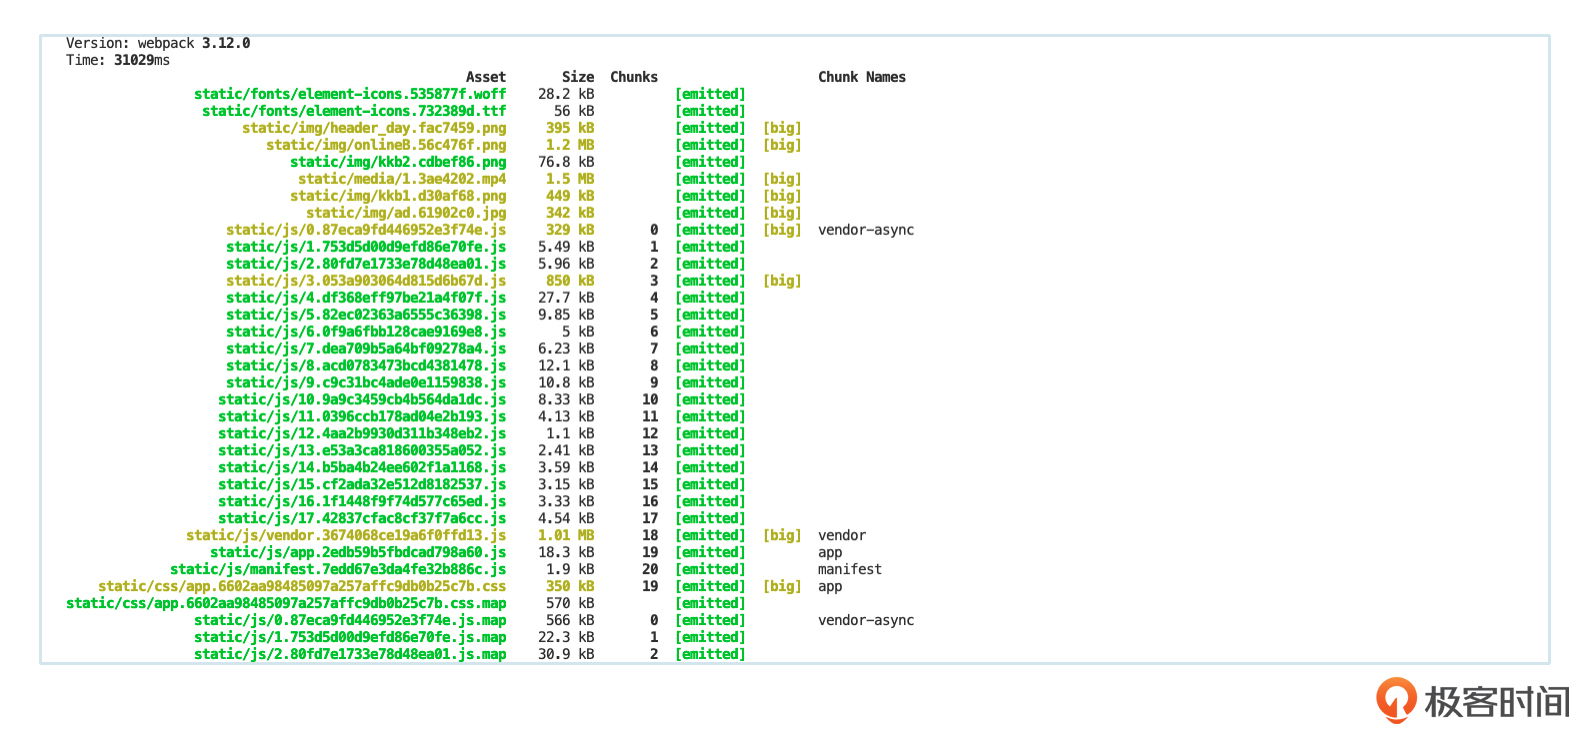 Version: webpack 3.12.0
Time: 31029ms
Asset Size Chunks Chunk Names
static/fonts/element-icons.535877f.woff 28.2 kB [emitted]
static/fonts/element-icons.732389d.ttf 56 kB [emitted]
static/img/header_day.fac7459.png 395 kB [emitted] [big]
static/img/onlineB.56c476f.png 1.2 MB [emitted] [big]
static/img/kkb2.cdbef86.png 76.8 kB [emitted]
static/media/1.3ae4202.mp4 1.5 MB [emitted] [big]
static/img/kkb1.d30af68.png 449 kB [emitted] [big]
static/img/ad.61902c0.jpg 342 kB [emitted] [big]
static/js/0.87eca9fd446952e3f74e.js 329 kB 0 [emitted] [big] vendor-async
static/js/1.753d5d00d9efd86e70fe.js 5.49 kB 1 [emitted]
static/js/2.80fd7e1733e78d48ea01.js 5.96 kB 2 [emitted]
static/js/3.053a903064d815d6b67d.js 850 kB 3 [emitted] [big]
static/js/4.df368eff97be21a4f07f.js 27.7 kB 4 [emitted]
static/js/5.82ec02363a6555c36398.js 9.85 kB 5 [emitted]
static/js/6.0f9a6fbb128cae9169e8.js 5 kB 6 [emitted]
static/js/7.dea709b5a64bf09278a4.js 6.23 kB 7 [emitted]
static/js/8.acd0783473bcd4381478.js 12.1 kB 8 [emitted]
static/js/9.c9c31bc4ade0e1159838.js 10.8 kB 9 [emitted]
static/js/10.9a9c3459cb4b564da1dc.js 8.33 kB 10 [emitted]
static/js/11.0396ccb178ad04e2b193.js 4.13 kB 11 [emitted]
static/js/12.4aa2b9930d311b348eb2.js 1.1 kB 12 [emitted]
static/js/13.e53a3ca818600355a052.js 2.41 kB 13 [emitted]
static/js/14.b5ba4b24ee602f1a1168.js 3.59 kB 14 [emitted]
static/js/15.cf2ada32e512d8182537.js 3.15 kB 15 [emitted]
static/js/16.1f1448f9f74d577c65ed.js 3.33 kB 16 [emitted]
static/js/17.42837cfac8cf37f7a6cc.js 4.54 kB 17 [emitted]
static/js/vendor.3674068ce19a6f0ffd13.js 1.01 MB 18 [emitted] [big] vendor
static/js/app.2edb59b5fbdcad798a60.js 18.3 kB 19 [emitted] app
static/js/manifest.7edd67e3da4fe32b886c.js 1.9 kB 20 [emitted] manifest
static/css/app.6602aa98485097a257affc9db0b25c7b.css 350 kB 19 [emitted] [big] app
static/css/app.6602aa98485097a257affc9db0b25c7b.css.map 570 kB [emitted]
static/js/0.87eca9fd446952e3f74e.js.map 566 kB 0 [emitted] vendor-async
static/js/1.753d5d00d9efd86e70fe.js.map 22.3 kB 1 [emitted]
static/js/2.80fd7e1733e78d48ea01.js.map 30.9 kB 2 [emitted]
极客时间